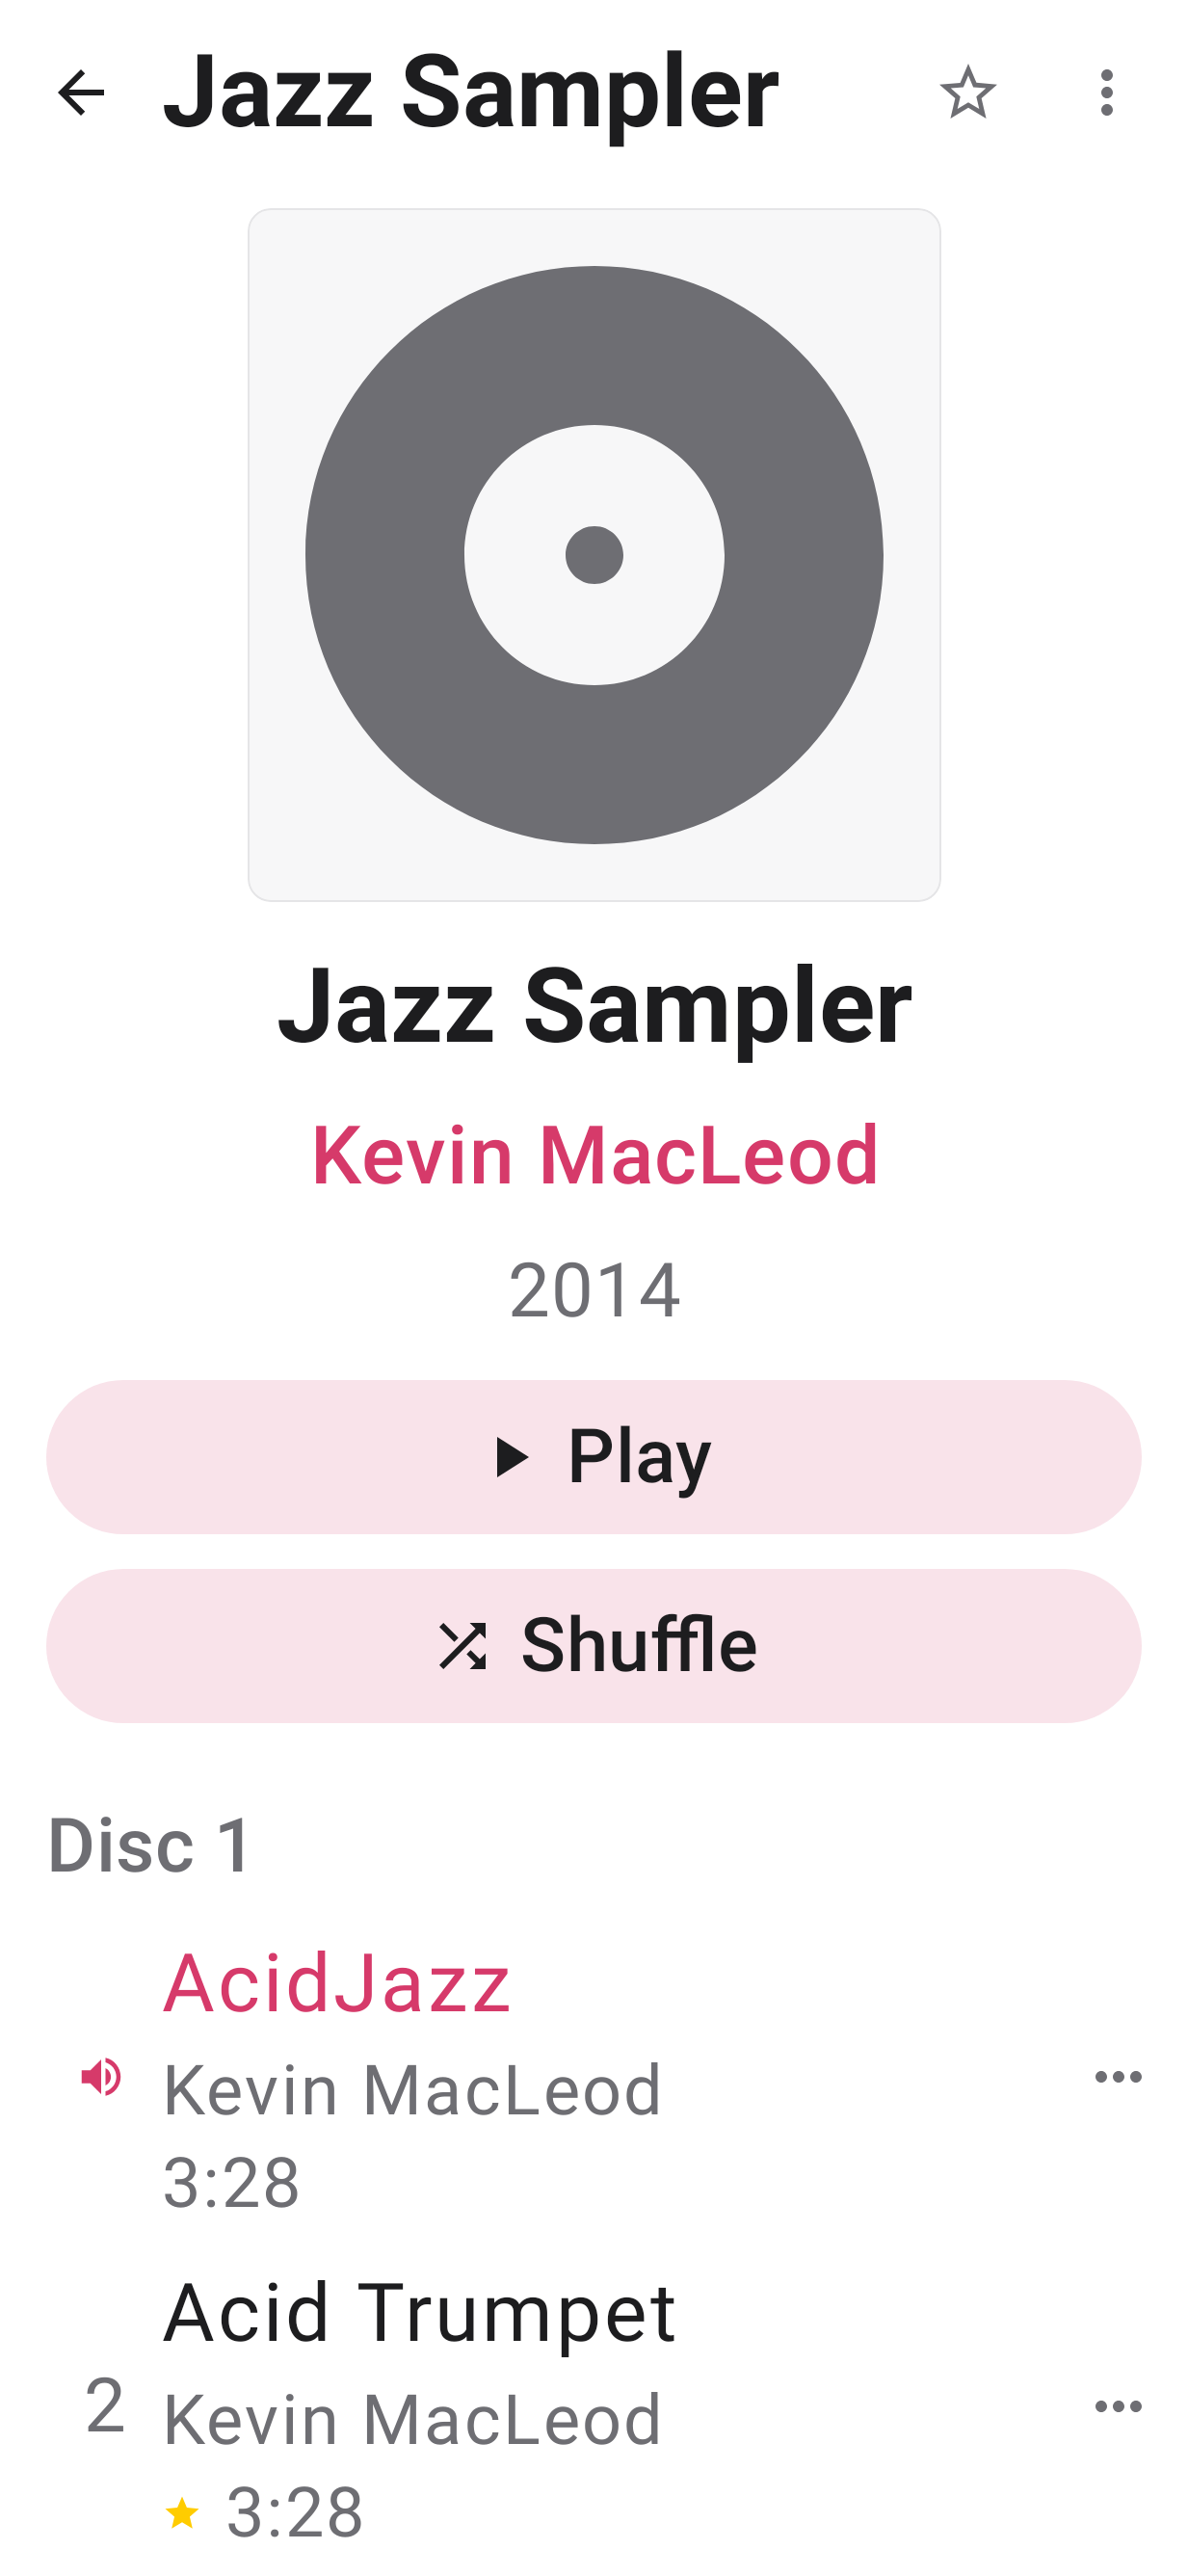 Jazz Sampler
Jazz Sampler
Kevin MacLeod
2014
Play
Shuffle
Disc 1
AcidJazz
Kevin MacLeod
3:28
Acid Trumpet
2 Kevin MacLeod
3:28